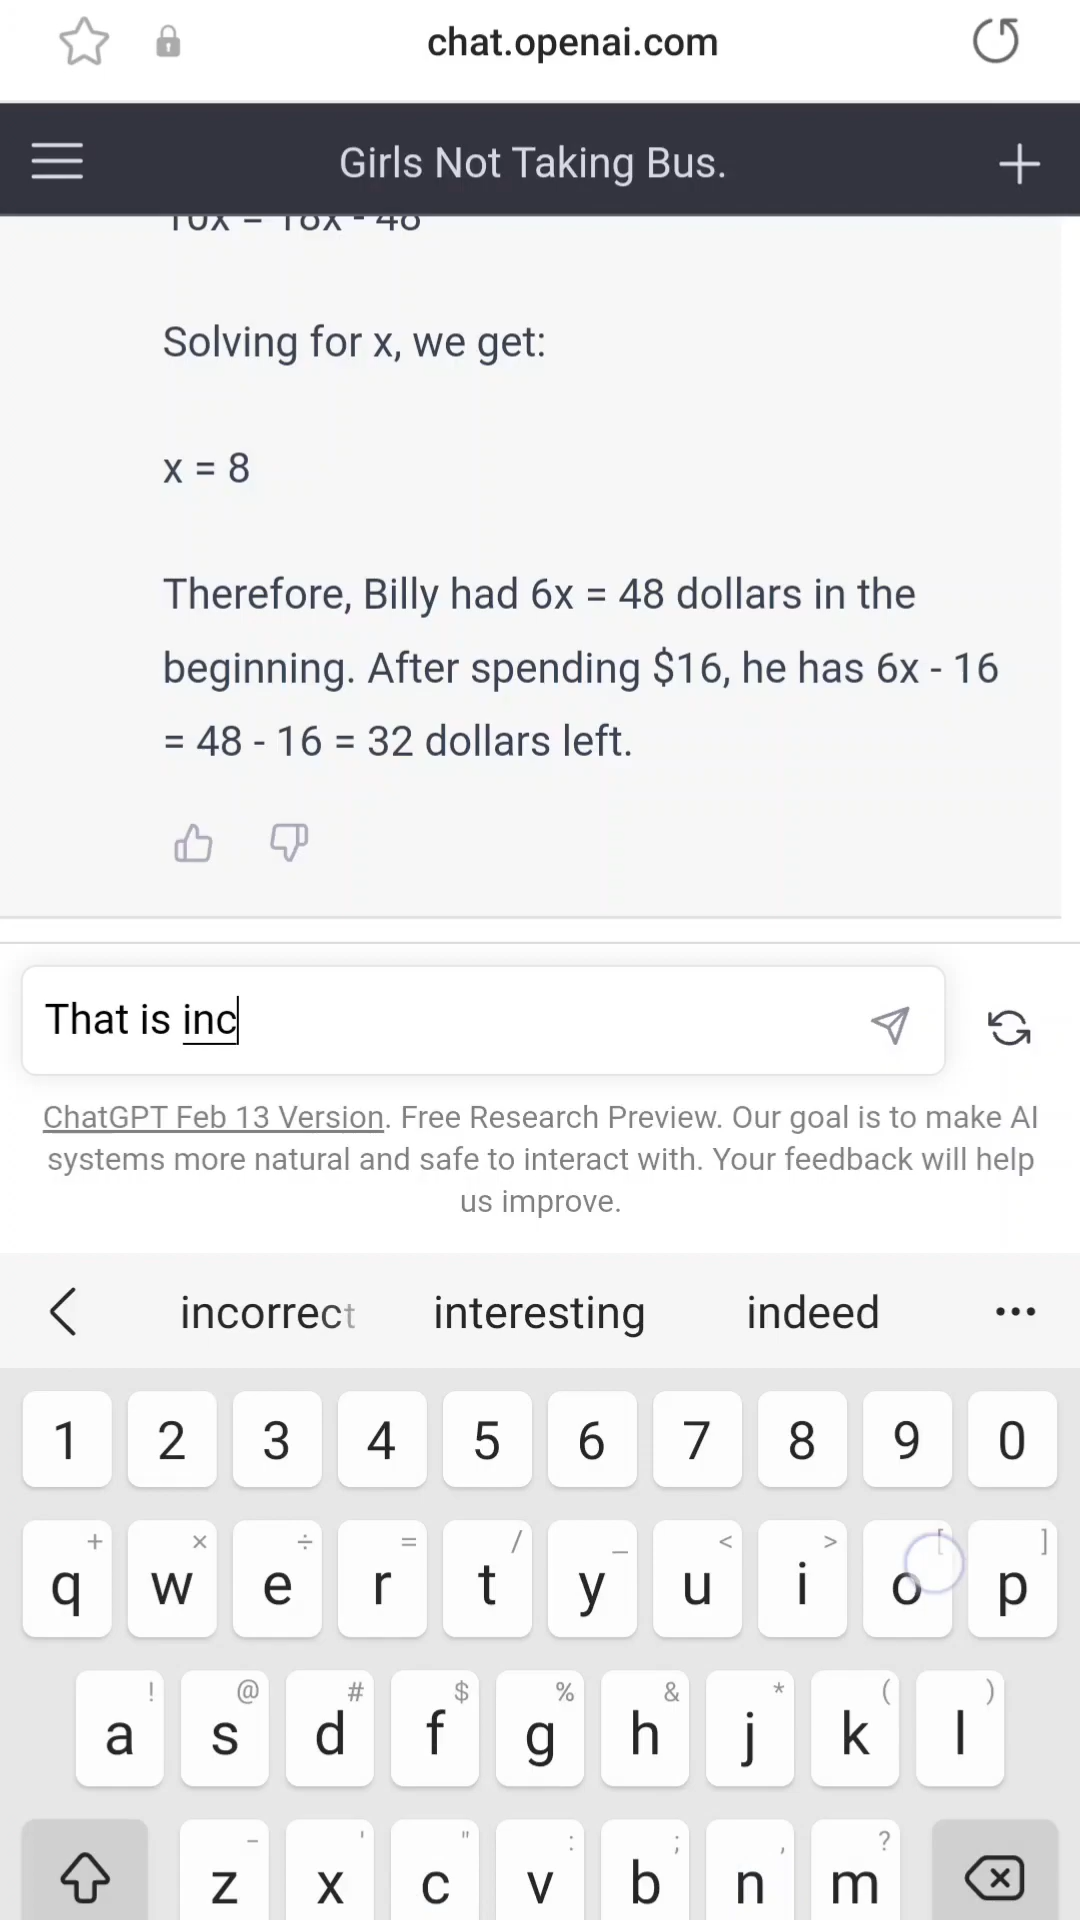 chat.openai.com
Girls Not Taking Bus.
10x = 18x - 48
Solving for x, we get:
x = 8
Therefore, Billy had 6x = 48 dollars in the
beginning. After spending $16, he has 6x - 16
= 48 - 16 = 32 dollars left.
That is inc
ChatGPT Feb 13 Version. Free Research Preview. Our goal is to make AI
systems more natural and safe to interact with. Your feedback will help
us improve.
incorrect interesting indeed ...
1 2 3 4 5 6 7 8 9 0
+ × ÷ = / _ < > [ ]
q w e r t y u i o p
! @ # $ % & * ( )
a s d f g h j k l
- ' " : ; , ?
z x c v b n m